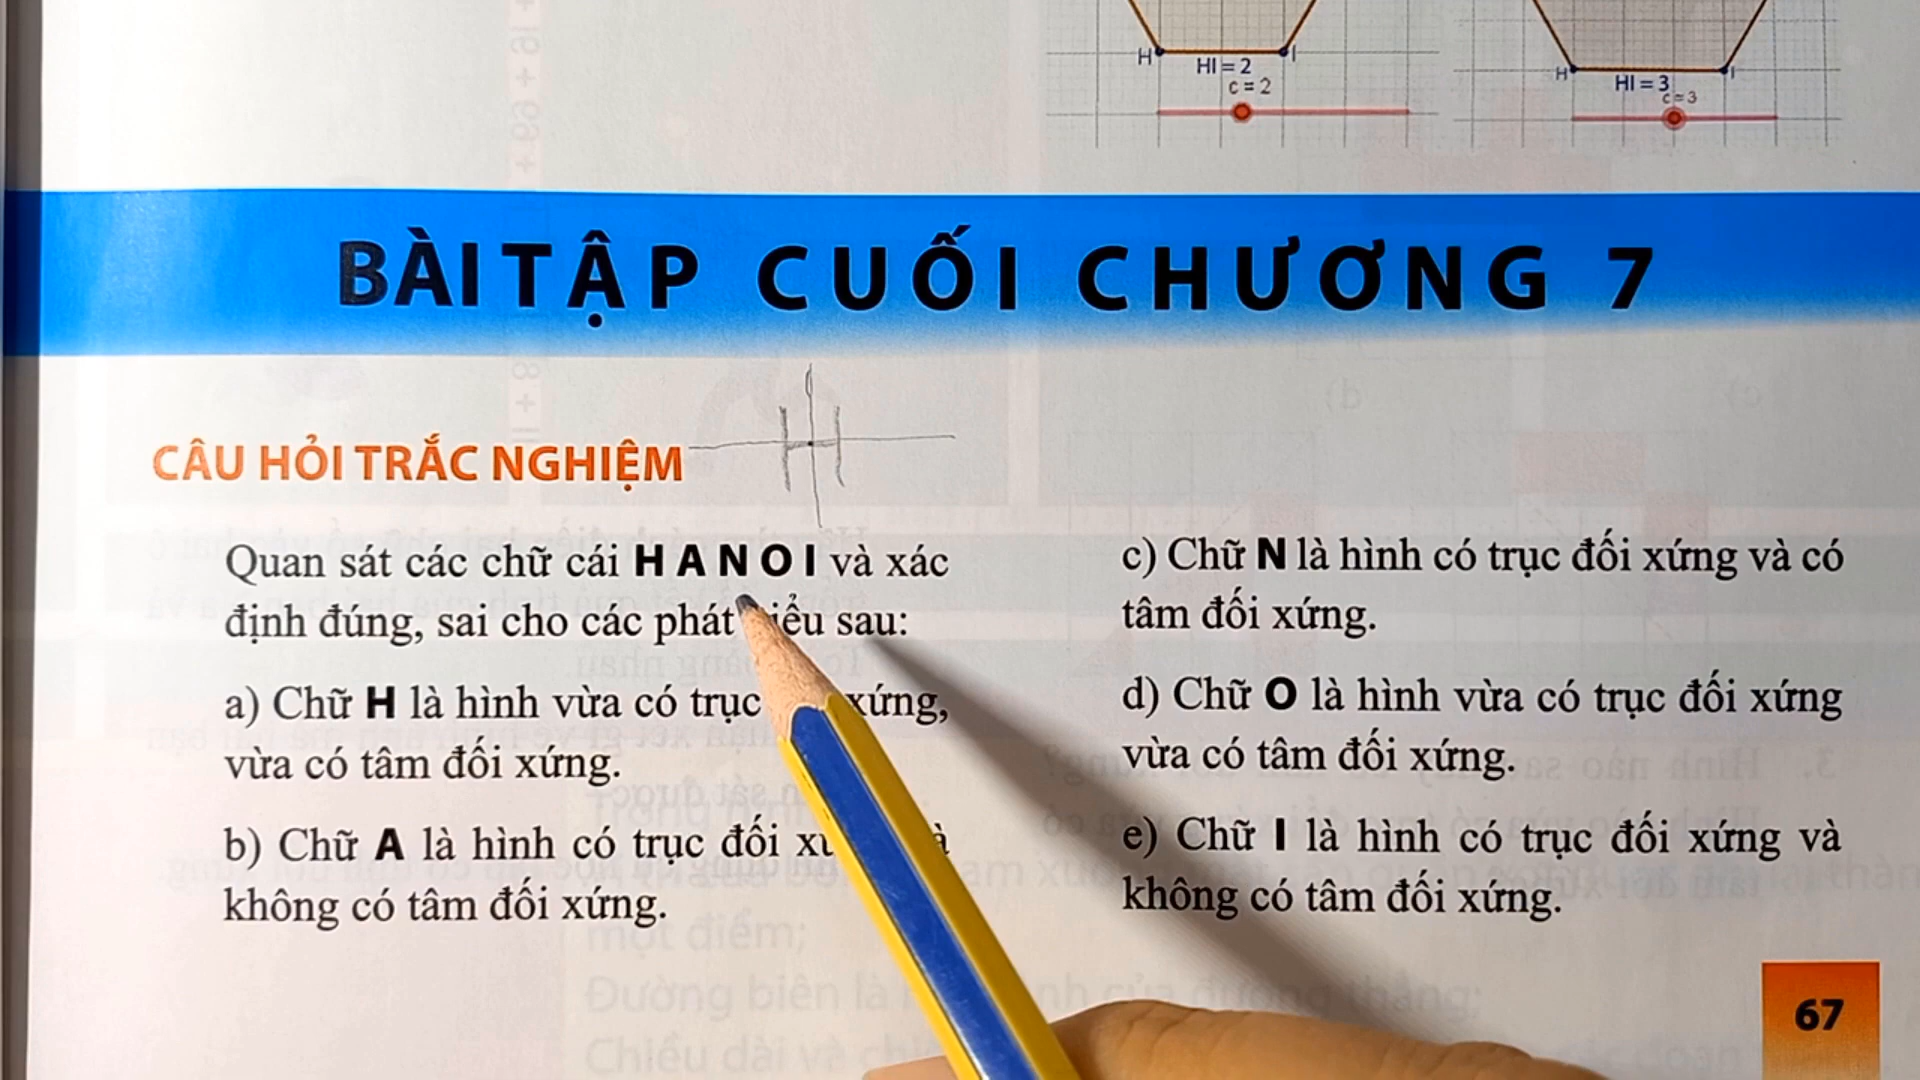 H I
HI = 2
c = 2
H I
HI = 3
c = 3
BÀI TẬP CUỐI CHƯƠNG 7
H
CÂU HỎI TRẮC NGHIỆM
Quan sát các chữ cái H A N O I và xác
định đúng, sai cho các phát sau:
a) Chữ H là hình vừa có trục xứng,
vừa có tâm đối xứng.
b) Chữ A là hình có trục đối
không có tâm đối xứng.
c) Chữ N là hình có trục đối xứng và có
tâm đối xứng.
d) Chữ O là hình vừa có trục đối xứng
vừa có tâm đối xứng.
e) Chữ I là hình có trục đối xứng và
không có tâm đối xứng.
67